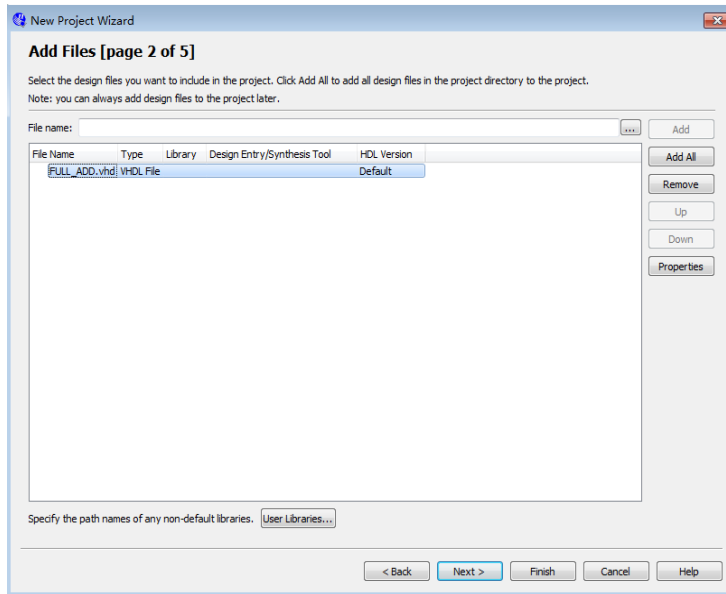 New Project Wizard
Add Files [page 2 of 5]
Select the design files you want to include in the project. Click Add All to add all design files in the project directory to the project.
Note: you can always add design files to the project later.
File name: ... Add
File Name Type Library Design Entry/Synthesis Tool HDL Version Add All
FULL_ADD.vhd VHDL File Default
Remove
Up
Down
Properties
Specify the path names of any non-default libraries. User Libraries...
< Back Next > Finish Cancel Help